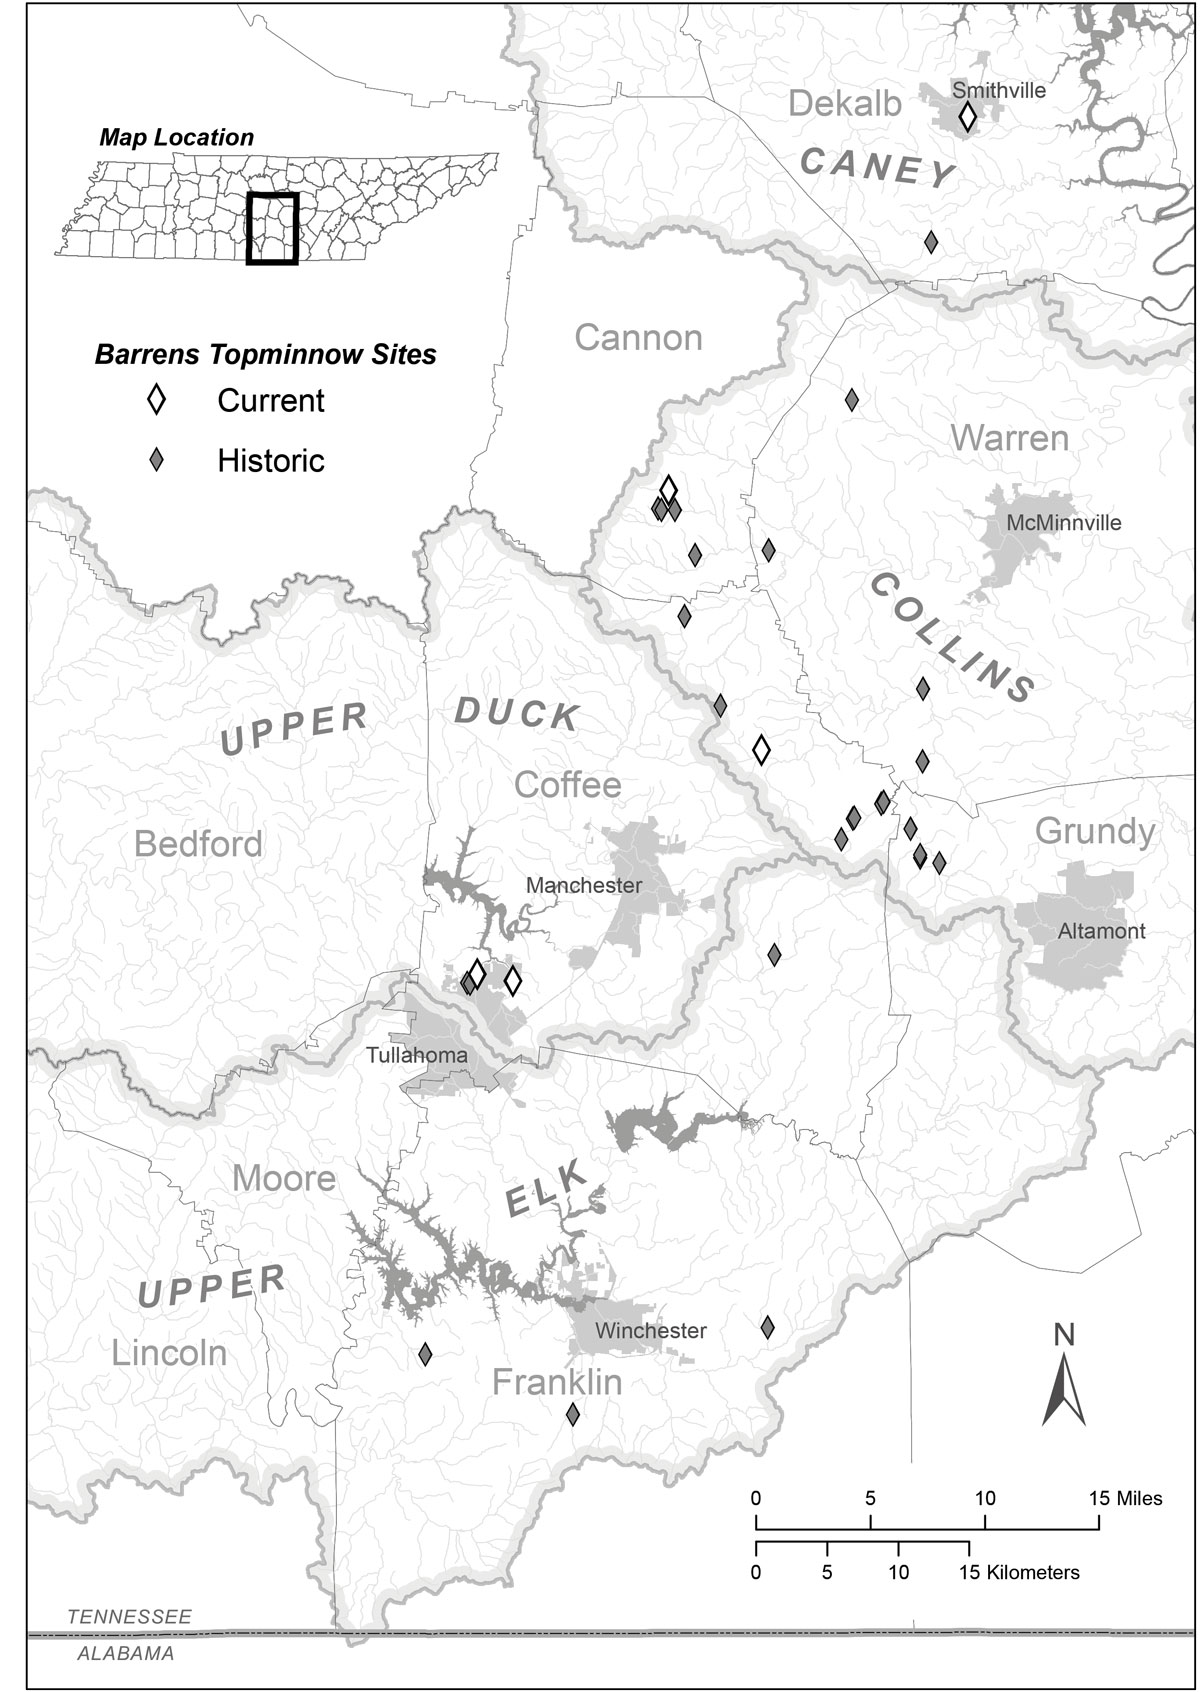 Smithville
Dekalb
CANEY
Map Location
Cannon
Barrens Topminnow Sites
Current
Historic
Warren
McMinnville
COLLINS
UPPER
DUCK
Coffee
Bedford
Grundy
Manchester
Altamont
Tullahoma
Moore
ELK
UPPER
Winchester
Lincoln
Franklin
N
0 5 10 15 Miles
0 5 10 15 Kilometers
TENNESSEE
ALABAMA